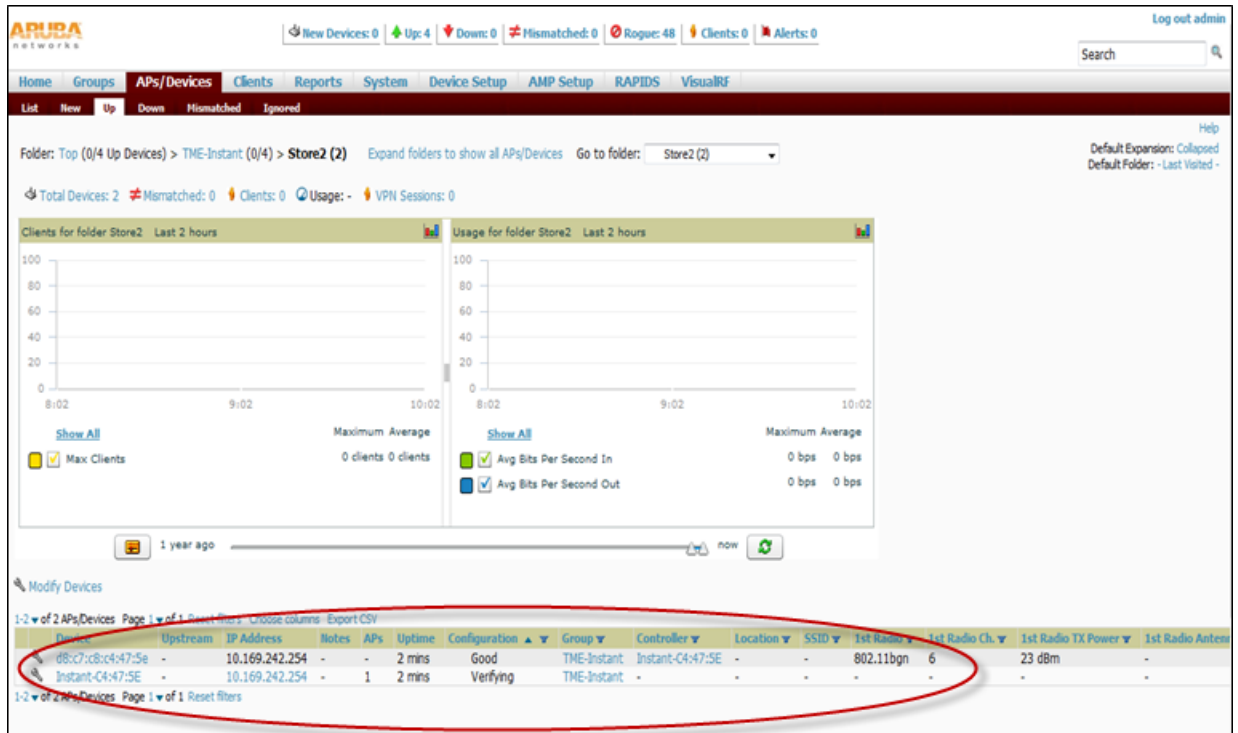 ARUBA
networks
New Devices: 0 Up: 4 Down: 0 Mismatched: 0 Rogue: 48 Clients: 0 Alerts: 0
Log out admin
Search
Home Groups APs/Devices Clients Reports System Device Setup AMP Setup RAPIDS VisualRF
List New Up Down Mismatched Ignored
Help
Folder: Top (0/4 Up Devices) > TME-Instant (0/4) > Store2 (2) Expand folders to show all APs/Devices Go to folder: Store2 (2)
Default Expansion: Collapsed
Default Folder: - Last Visited -
Total Devices: 2 Mismatched: 0 Clients: 0 Usage: - VPN Sessions: 0
Clients for folder Store2 Last 2 hours
100
80
60
40
20
0
8:02 9:02 10:02
Show All Maximum Average
Max Clients 0 clients 0 clients
Usage for folder Store2 Last 2 hours
100
80
60
40
20
0
8:02 9:02 10:02
Show All Maximum Average
Avg Bits Per Second In 0 bps 0 bps
Avg Bits Per Second Out 0 bps 0 bps
1 year ago now
Modify Devices
1-2 of 2 APs/Devices Page 1 of 1 Reset filters Choose columns Export CSV
Device Upstream IP Address Notes APs Uptime Configuration Group Controller Location SSID 1st Radio 1st Radio Ch. 1st Radio TX Power 1st Radio Antenn
d8:c7:c8:c4:47:5e - 10.169.242.254 - - 2 mins Good TME-Instant Instant-C4:47:5E - - 802.11bgn 6 23 dBm -
Instant-C4:47:5E - 10.169.242.254 - 1 2 mins Verifying TME-Instant - - - - - - -
1-2 of 2 APs/Devices Page 1 of 1 Reset filters